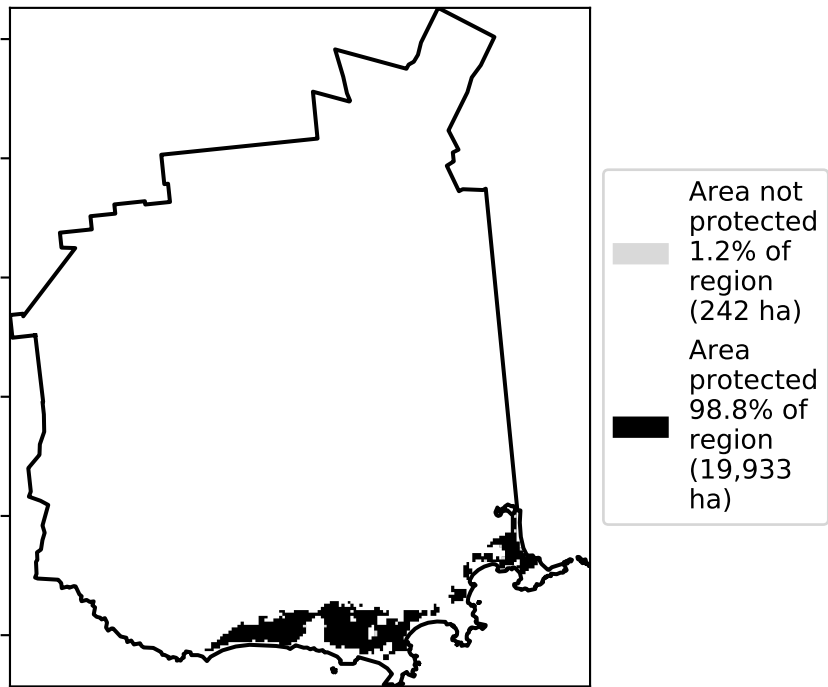 Area not
protected
1.2% of
region
(242 ha)
Area
protected
98.8% of
region
(19,933
ha)